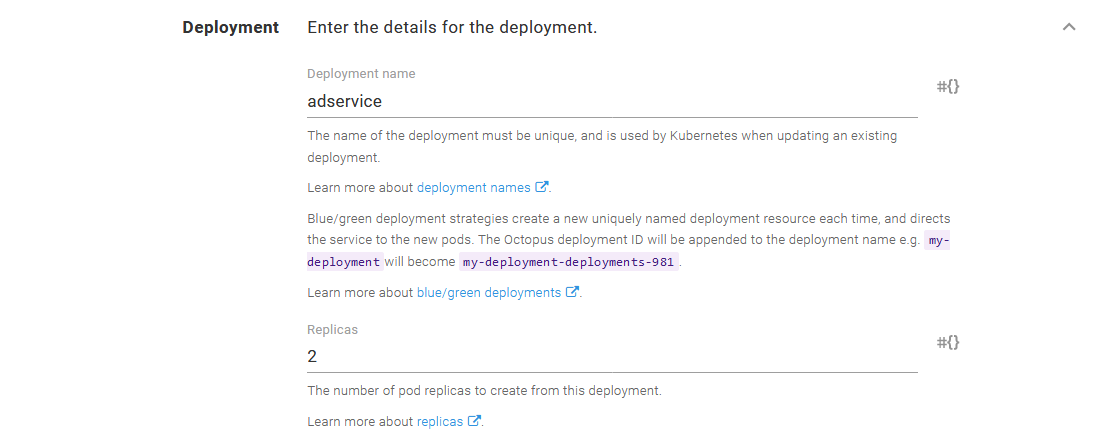 Deployment Enter the details for the deployment.
Deployment name
adservice
#{}
The name of the deployment must be unique, and is used by Kubernetes when updating an existing
deployment.
Learn more about deployment names.
Blue/green deployment strategies create a new uniquely named deployment resource each time, and directs
the service to the new pods. The Octopus deployment ID will be appended to the deployment name e.g. my-
deployment will become my-deployment-deployments-981.
Learn more about blue/green deployments.
Replicas
2
#{}
The number of pod replicas to create from this deployment.
Learn more about replicas.